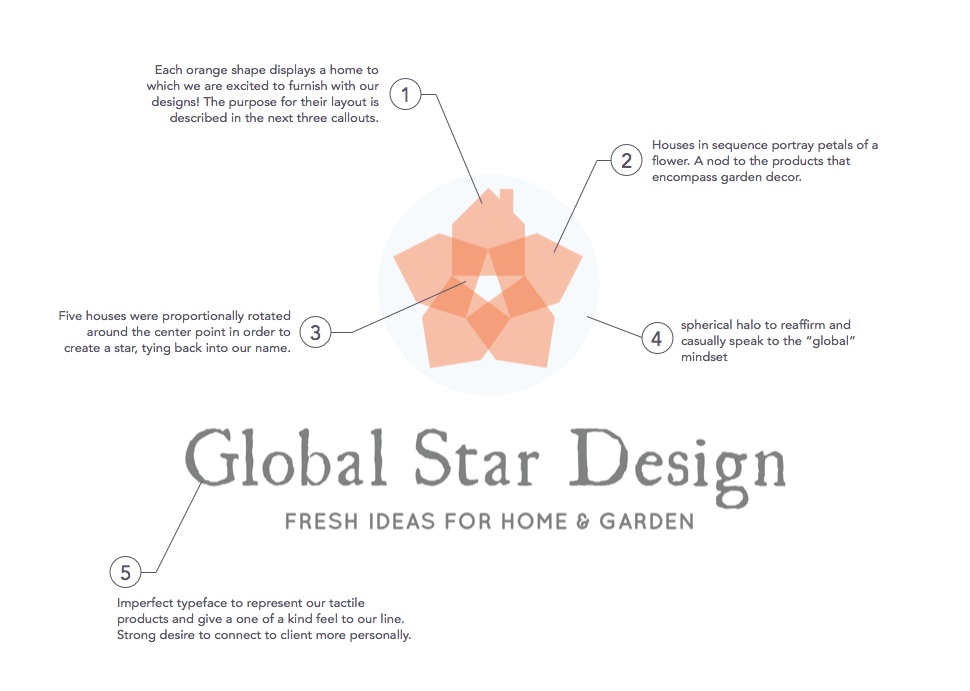 Each orange shape displays a home to
which we are excited to furnish with our
designs! The purpose for their layout is
described in the next three callouts.
1
2
Houses in sequence portray petals of a
flower. A nod to the products that
encompass garden decor.
Five houses were proportionally rotated
around the center point in order to
create a star, tying back into our name.
3
4
spherical halo to reaffirm and
casually speak to the “global”
mindset
Global Star Design
FRESH IDEAS FOR HOME & GARDEN
5
Imperfect typeface to represent our tactile
products and give a one of a kind feel to our line.
Strong desire to connect to client more personally.